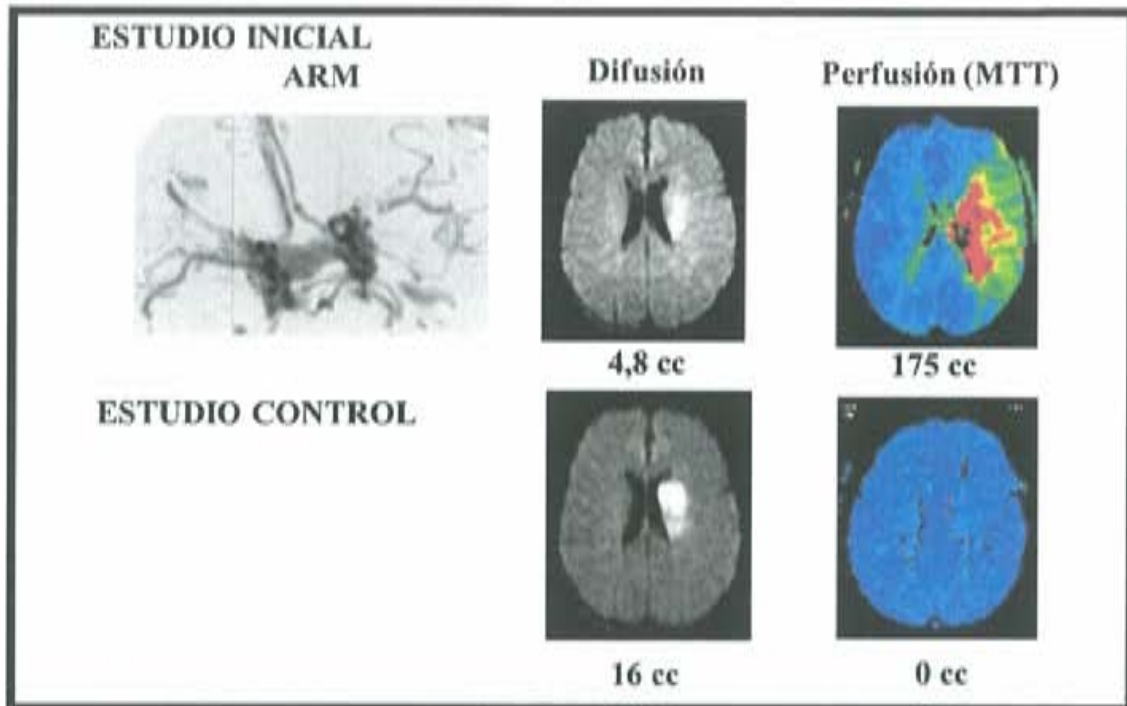 ESTUDIO INICIAL
ARM
Difusión
Perfusión (MTT)
4,8 cc
175 cc
ESTUDIO CONTROL
16 cc
0 cc